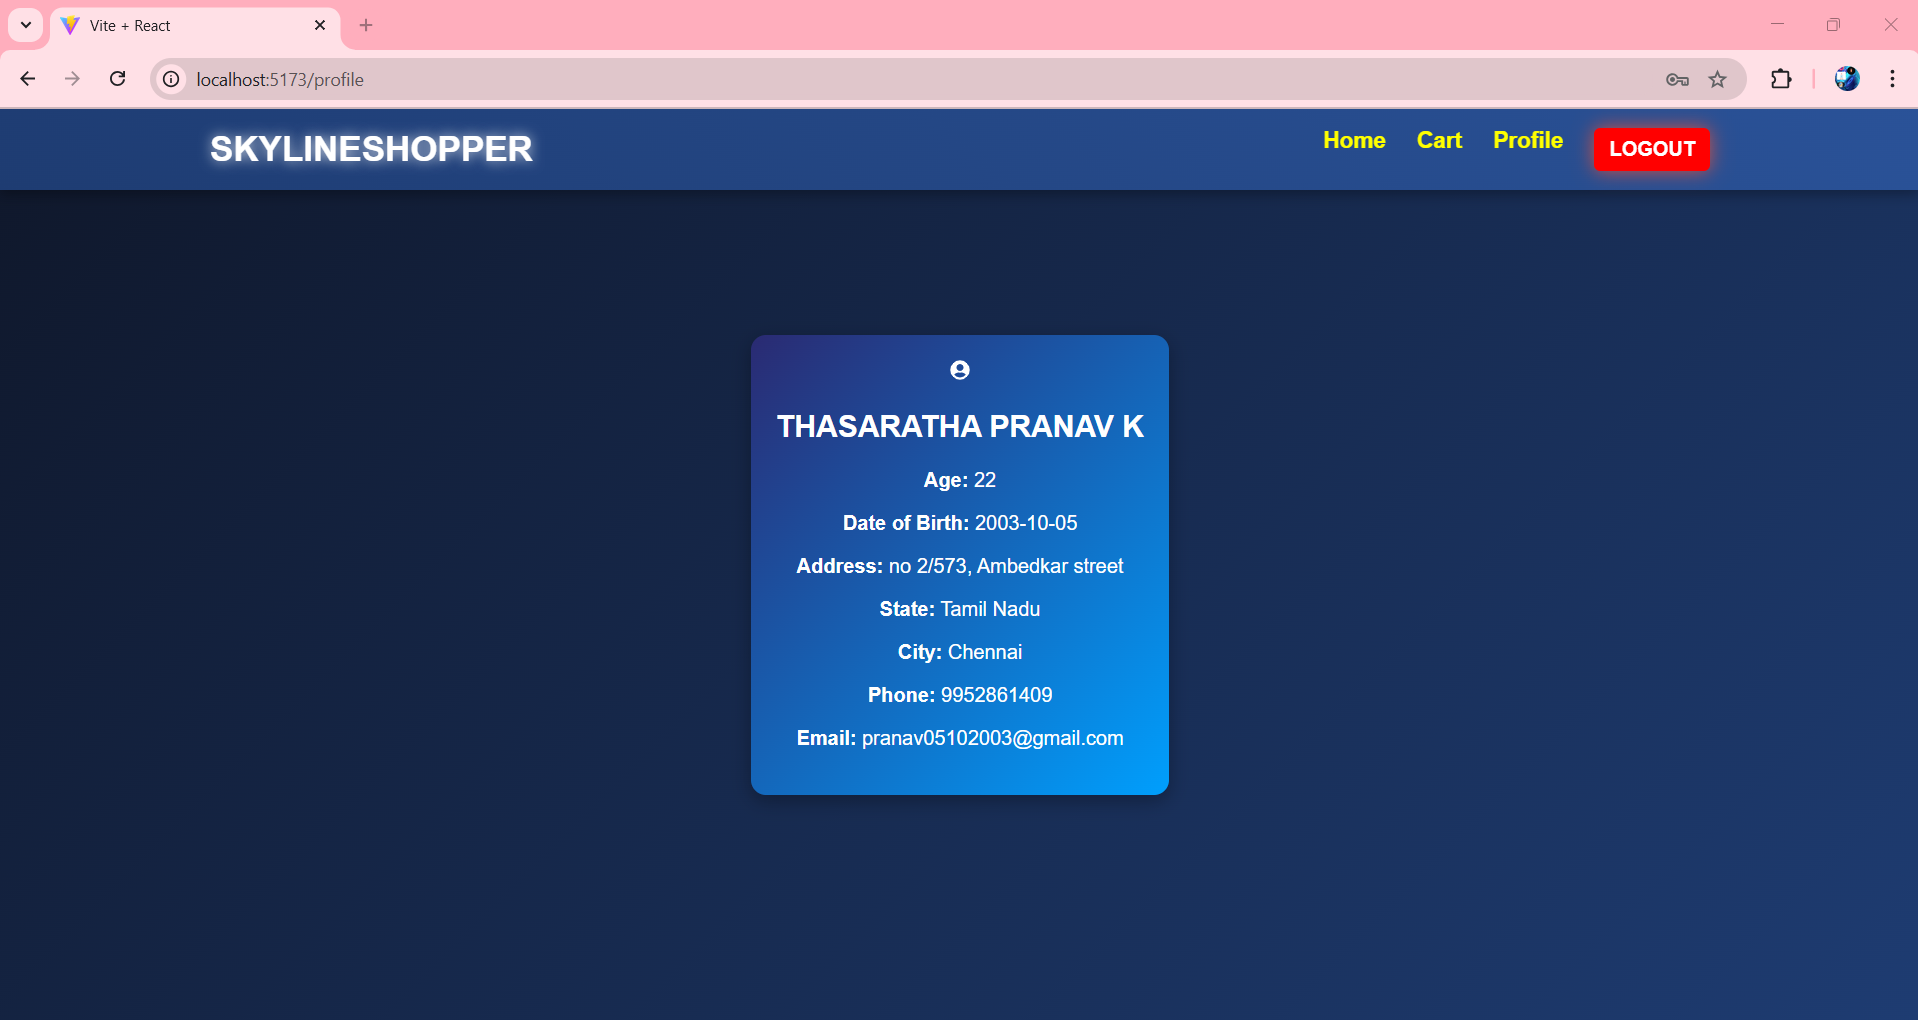 Vite + React
localhost:5173/profile
SKYLINESHOPPER
Home Cart Profile LOGOUT
THASARATHA PRANAV K
Age: 22
Date of Birth: 2003-10-05
Address: no 2/573, Ambedkar street
State: Tamil Nadu
City: Chennai
Phone: 9952861409
Email: pranav05102003@gmail.com